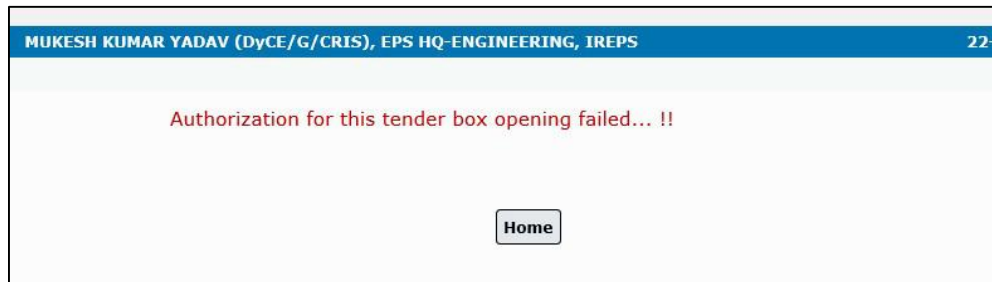 MUKESH KUMAR YADAV (DyCE/G/CRIS), EPS HQ-ENGINEERING, IREPS 22-
Authorization for this tender box opening failed... !!
Home